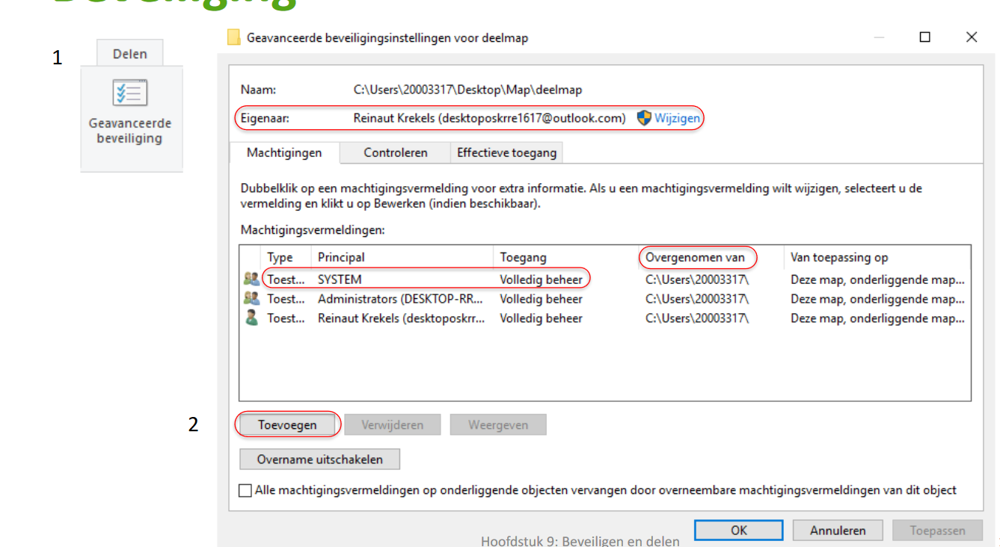 Beveiliging
1
Delen
Geavanceerde
beveiliging
Geavanceerde beveiligingsinstellingen voor deelmap
Naam: C:\Users\20003317\Desktop\Map\deelmap
Eigenaar: Reinaut Krekels (desktoposkrre1617@outlook.com) Wijzigen
Machtigingen Controleren Effectieve toegang
Dubbelklik op een machtigingsvermelding voor extra informatie. Als u een machtigingsvermelding wilt wijzigen, selecteert u de
vermelding en klikt u op Bewerken (indien beschikbaar).
Machtigingsvermeldingen:
Type Principal Toegang Overgenomen van Van toepassing op
Toest... SYSTEM Volledig beheer C:\Users\20003317\ Deze map, onderliggende map...
Toest... Administrators (DESKTOP-RR... Volledig beheer C:\Users\20003317\ Deze map, onderliggende map...
Toest... Reinaut Krekels (desktoposkrr... Volledig beheer C:\Users\20003317\ Deze map, onderliggende map...
2
Toevoegen Verwijderen Weergeven
Overname uitschakelen
Alle machtigingsvermeldingen op onderliggende objecten vervangen door overneembare machtigingsvermeldingen van dit object
OK Annuleren Toepassen
Hoofdstuk 9: Beveiligen en delen